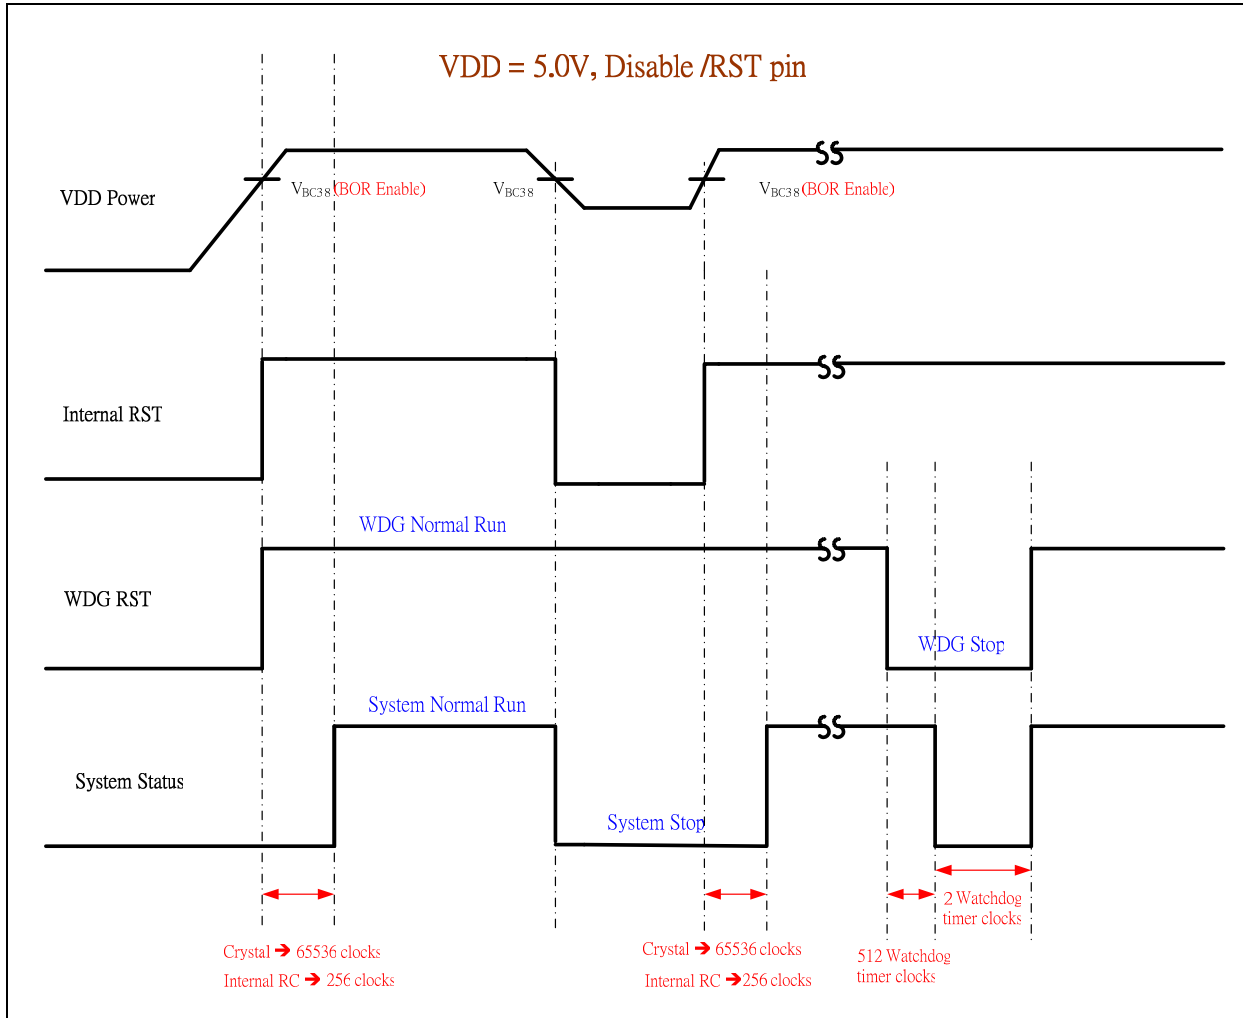 VDD = 5.0V, Disable /RST pin
VDD Power
VBC38 (BOR Enable)
VBC38
VBC38 (BOR Enable)
Internal RST
WDG Normal Run
WDG RST
WDG Stop
System Normal Run
System Status
System Stop
2 Watchdog
timer clocks
Crystal ➔ 65536 clocks
Internal RC ➔ 256 clocks
Crystal ➔ 65536 clocks
Internal RC ➔256 clocks
512 Watchdog
timer clocks